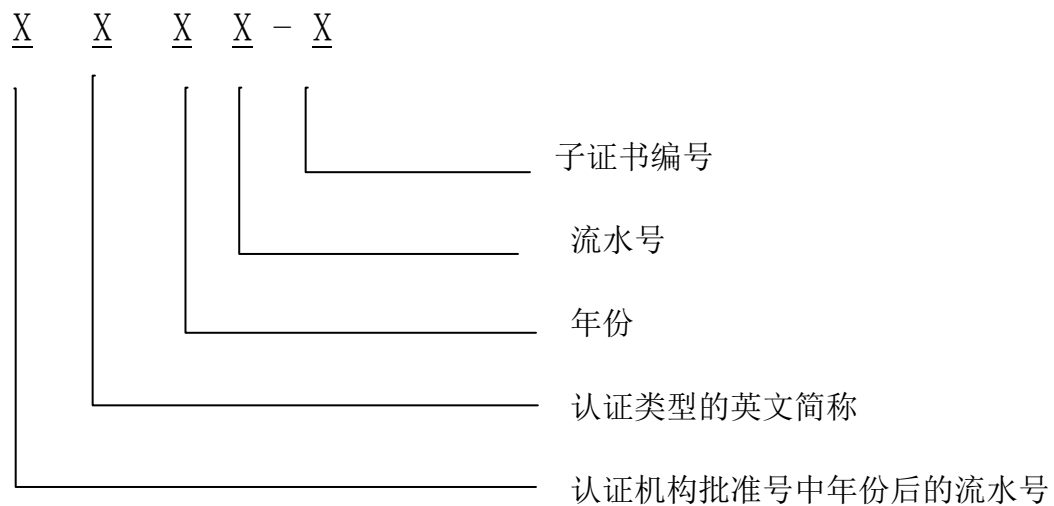 X X X X - X
子证书编号
流水号
年份
认证类型的英文简称
认证机构批准号中年份后的流水号